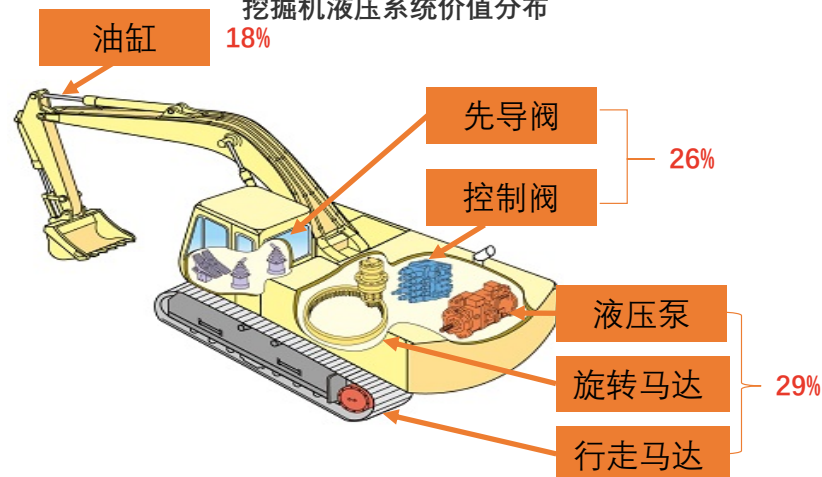 挖掘机液压系统价值分布
油缸
18%
先导阀
26%
控制阀
液压泵
旋转马达
29%
行走马达